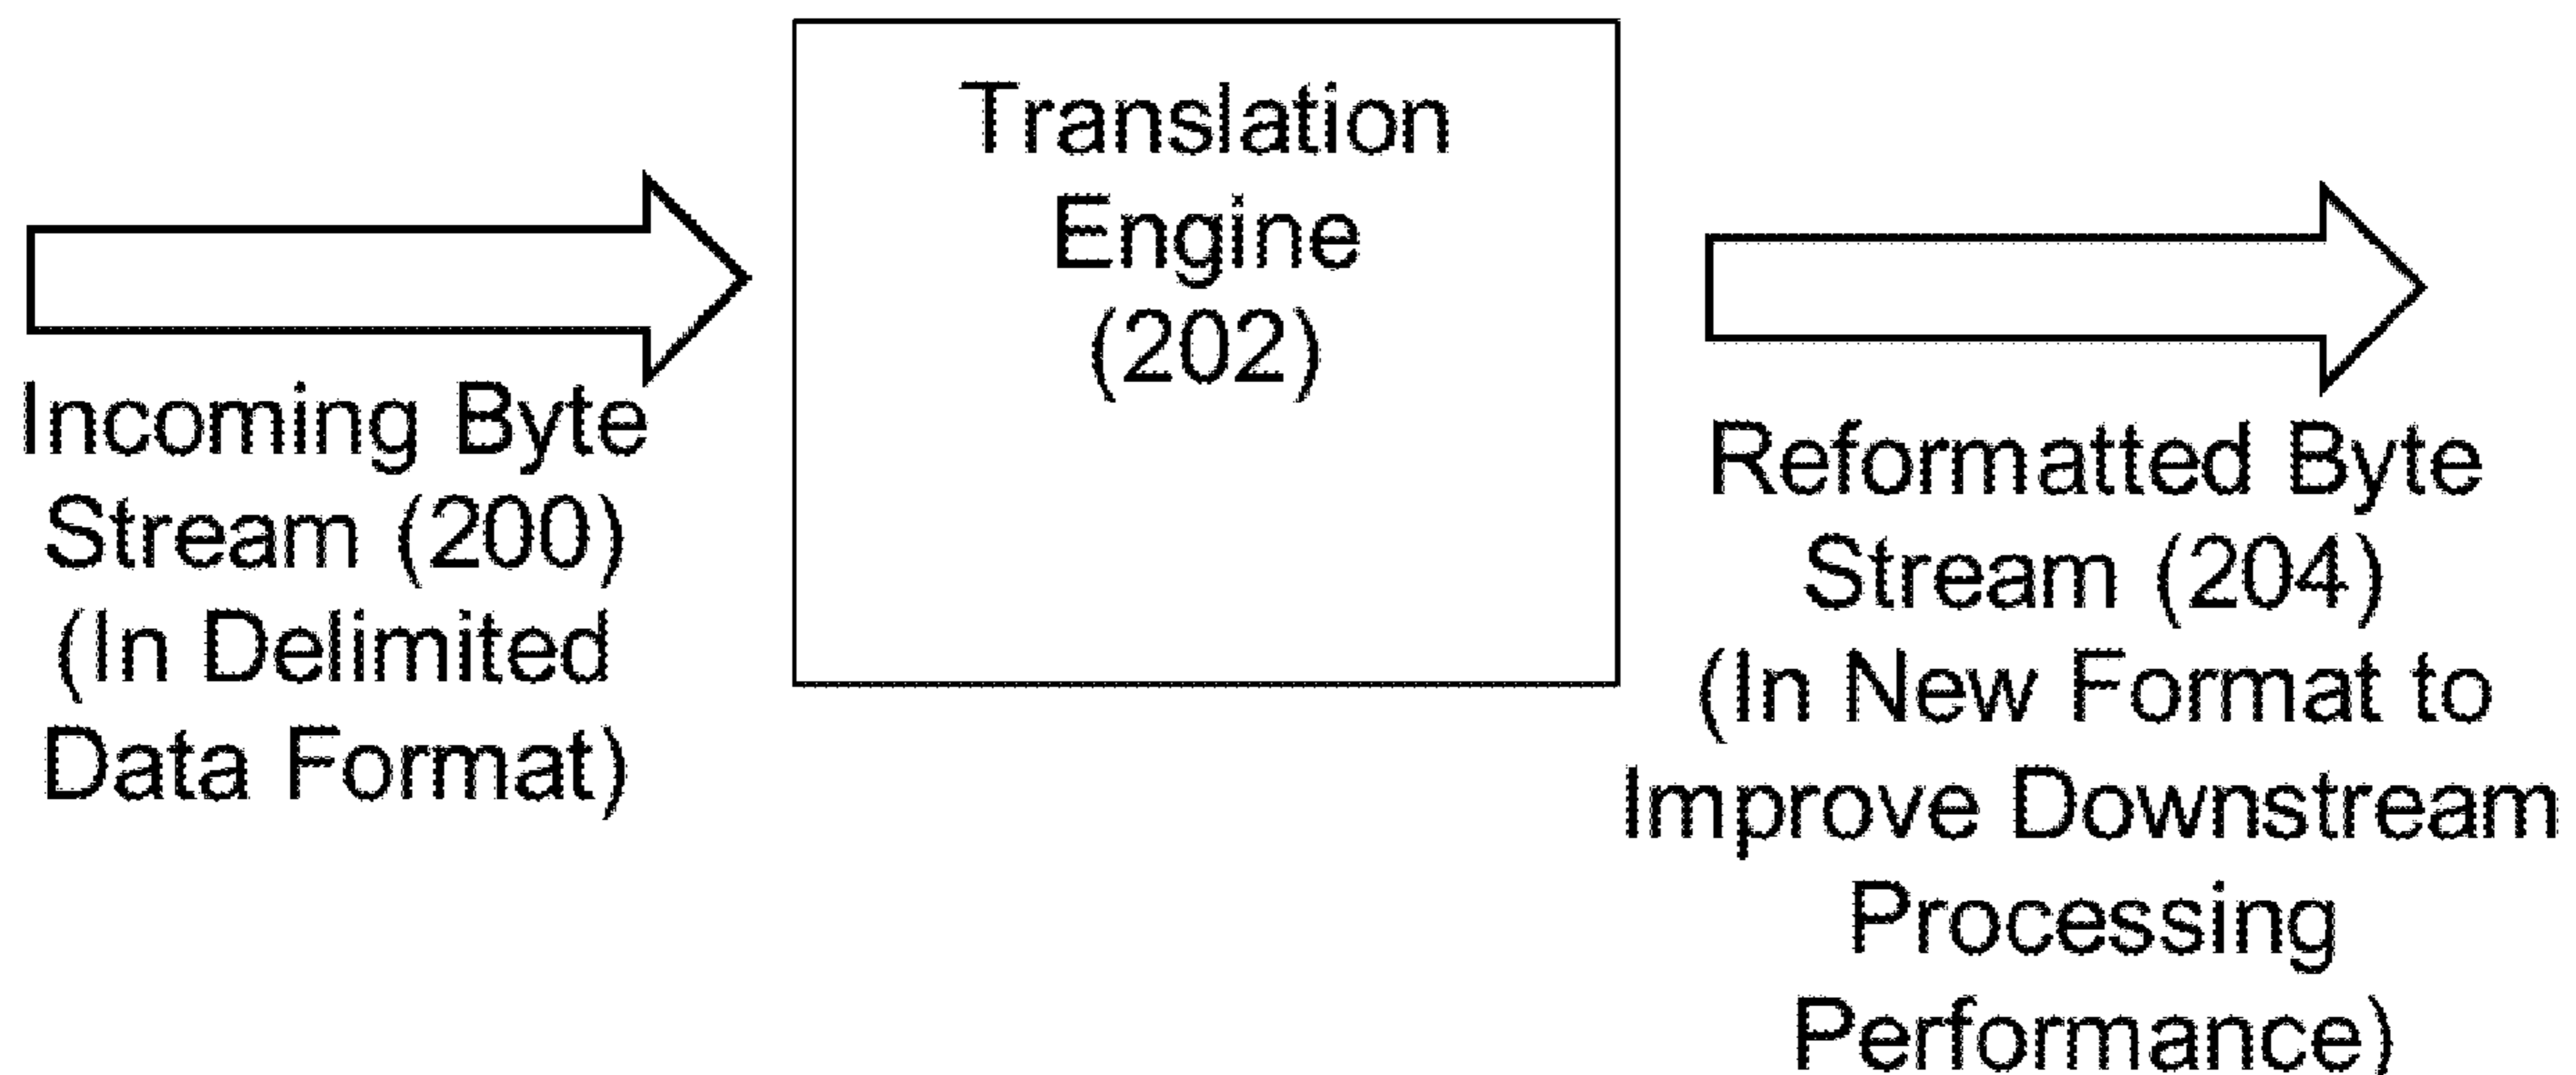 Translation
Engine
(202)
Incoming Byte
Stream (200)
(In Delimited
Data Format)
Reformatted Byte
Stream (204)
(In New Format to
Improve Downstream
Processing
Performance)